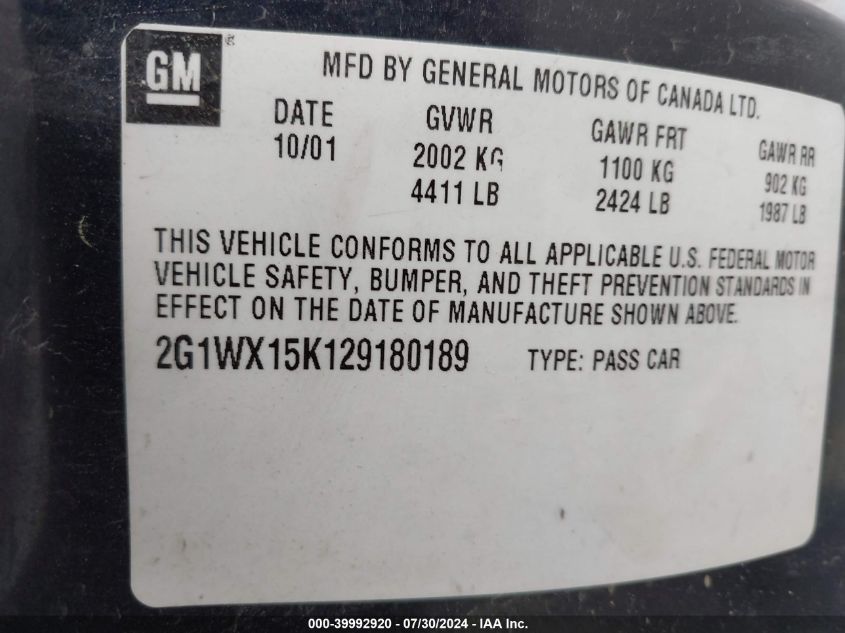 GM ®
MFD BY GENERAL MOTORS OF CANADA LTD.
DATE GVWR GAWR FRT GAWR RR
10/01 2002 KG 1100 KG 902 KG
4411 LB 2424 LB 1987 LB
THIS VEHICLE CONFORMS TO ALL APPLICABLE U.S. FEDERAL MOTOR
VEHICLE SAFETY, BUMPER, AND THEFT PREVENTION STANDARDS IN
EFFECT ON THE DATE OF MANUFACTURE SHOWN ABOVE.
2G1WX15K129180189 TYPE: PASS CAR
000-39992920 / 07/30/2024 - IAA Inc.